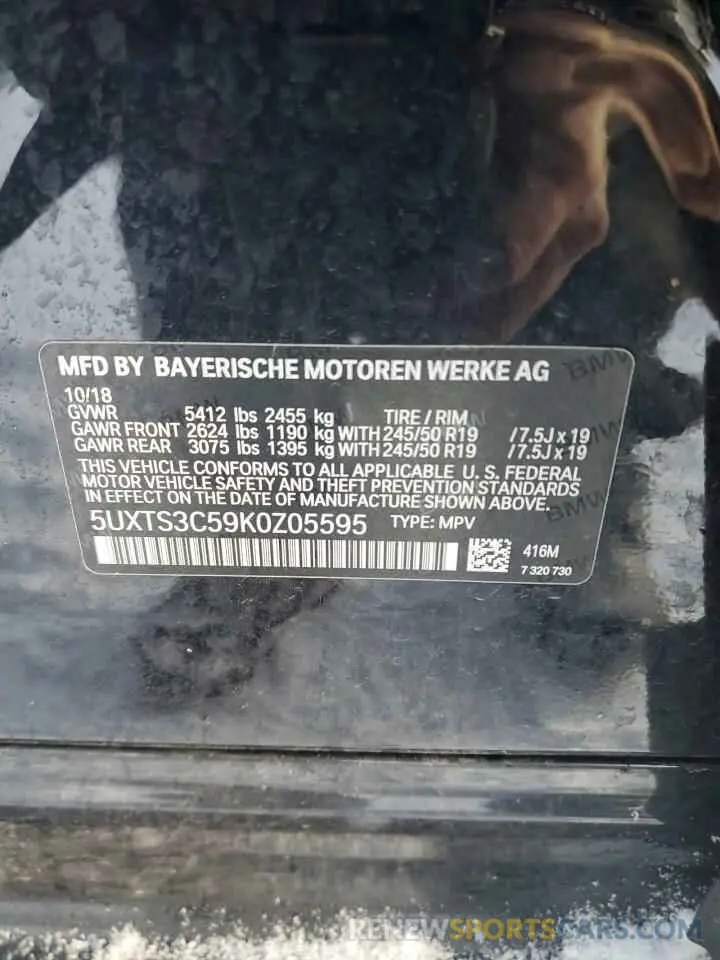 MFD BY BAYERISCHE MOTOREN WERKE AG
10/18
GVWR 5412 lbs 2455 kg TIRE / RIM
GAWR FRONT 2624 lbs 1190 kg WITH 245/50 R19 / 7.5J x 19
GAWR REAR 3075 lbs 1395 kg WITH 245/50 R19 / 7.5J x 19
THIS VEHICLE CONFORMS TO ALL APPLICABLE U. S. FEDERAL
MOTOR VEHICLE SAFETY AND THEFT PREVENTION STANDARDS
IN EFFECT ON THE DATE OF MANUFACTURE SHOWN ABOVE.
5UXTS3C59K0Z05595 TYPE: MPV
416M
7 320 730
BMW
BMW
BMW
RENEWSPORTSCARS.COM